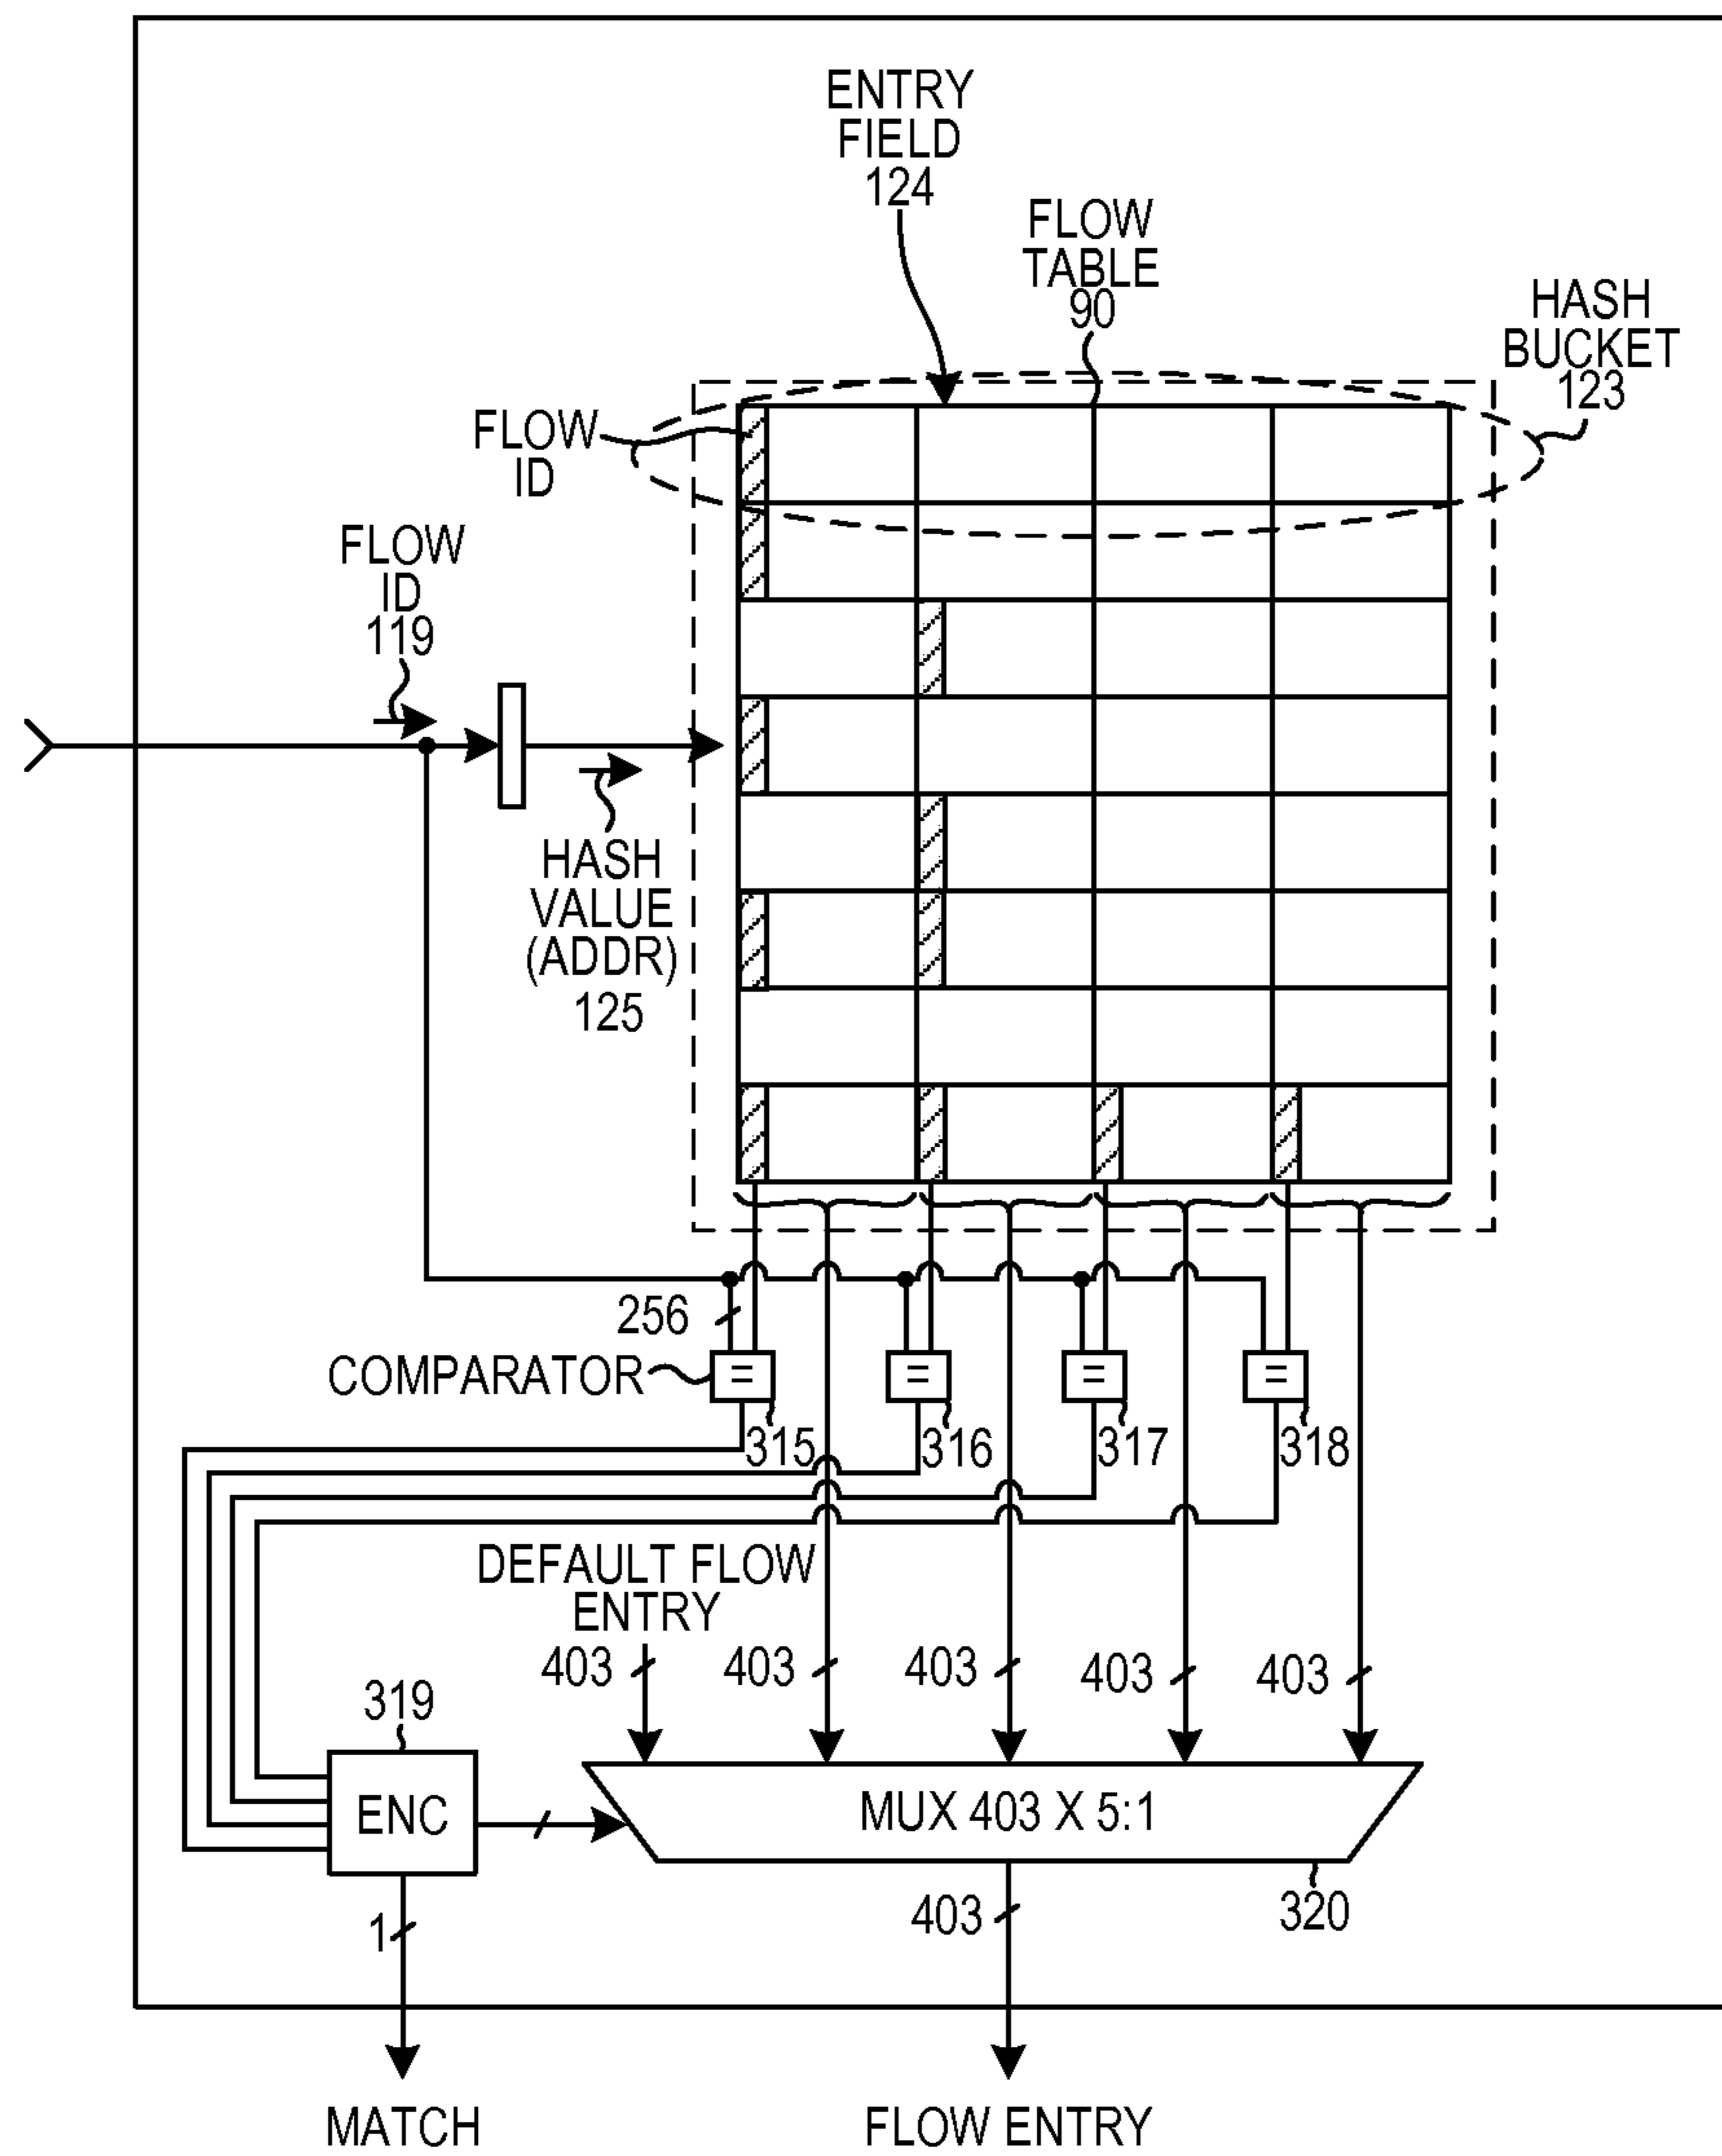 ENTRY
FIELD
124
FLOW
TABLE
90
HASH
BUCKET
123
FLOW
ID
FLOW
ID
119
HASH
VALUE
(ADDR)
125
256
COMPARATOR
=
=
=
=
315
316
317
318
DEFAULT FLOW
ENTRY
403
403
403
403
403
319
ENC
MUX 403 X 5:1
1
403
320
MATCH
FLOW ENTRY